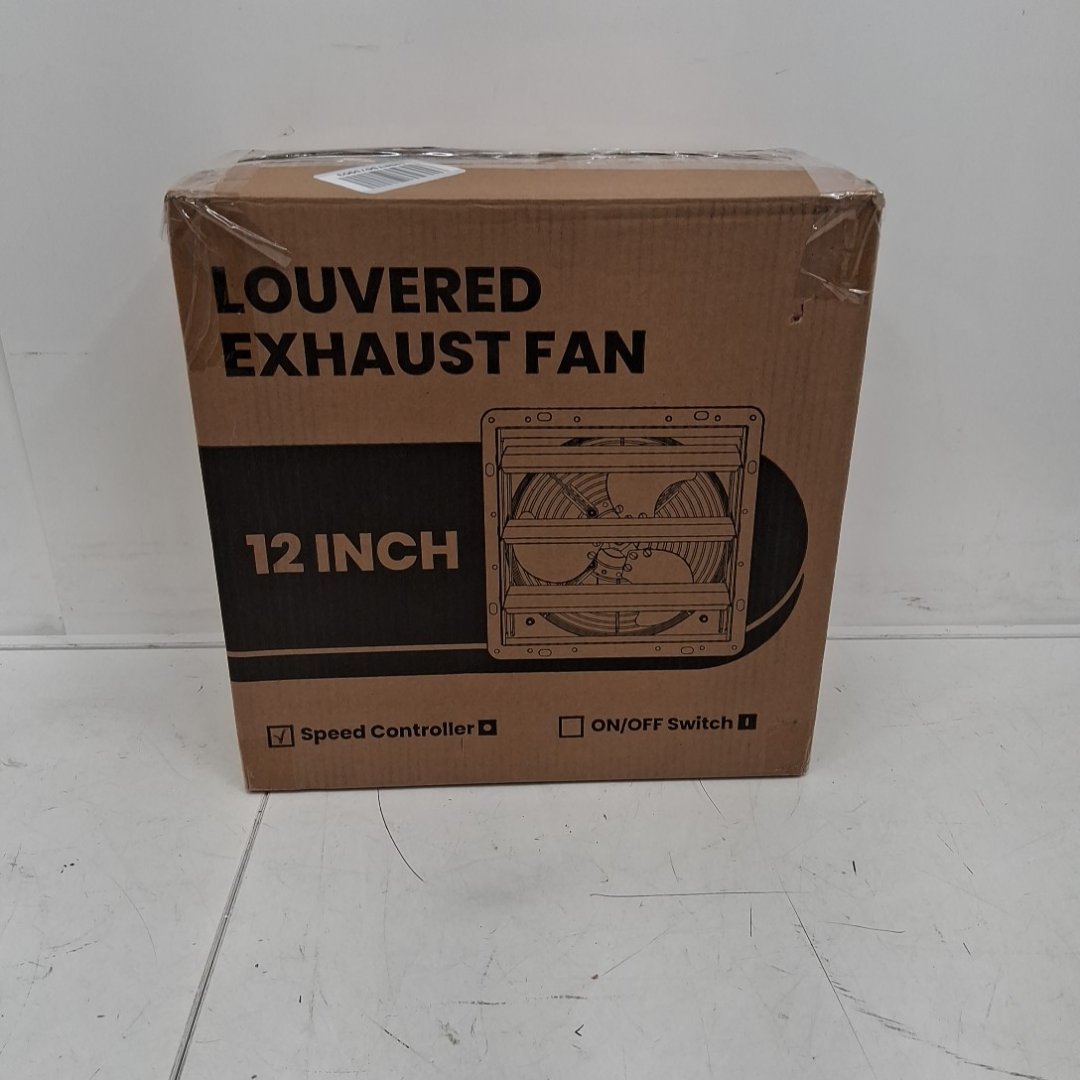 LOUVERED
EXHAUST FAN
12 INCH
Speed Controller
ON/OFF Switch